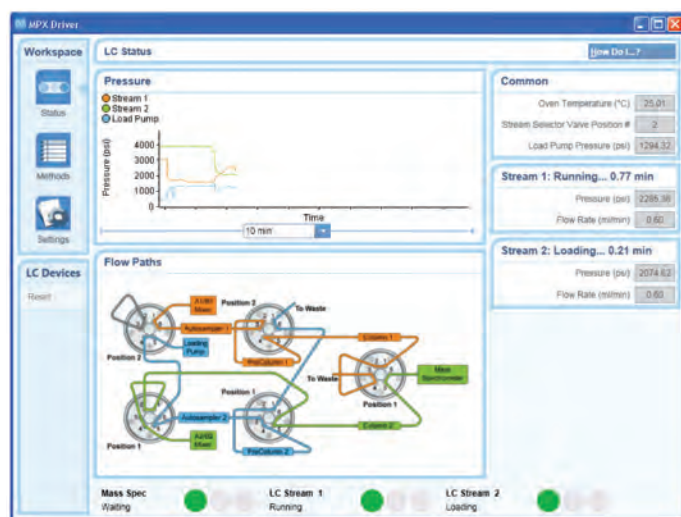 MPX Driver
Workspace
Status
Methods
Settings
LC Devices
Reset
LC Status
How Do I...?
Pressure
Stream 1
Stream 2
Load Pump
Pressure (psi)
4000
3000
2000
1000
0
Time
10 min
Flow Paths
Position 2
To Waste
Mixer
Autosampler 1
Column 1
Loading
Pump
PreColumn 1
Position 2
To Waste
Mass
Spectrometer
Position 1
Position 1
Autosampler 2
Column 2
Mixer
PreColumn 2
Position 1
Mass Spec
Waiting
LC Stream 1
Running
LC Stream 2
Loading
Common
Oven Temperature (°C) 25.01
Stream Selector Valve Position # 2
Load Pump Pressure (psi) 1294.32
Stream 1: Running... 0.77 min
Pressure (psi)
Flow Rate (ml/min) 0.60
Stream 2: Loading... 0.21 min
Pressure (psi) 2074.63
Flow Rate (ml/min) 0.60